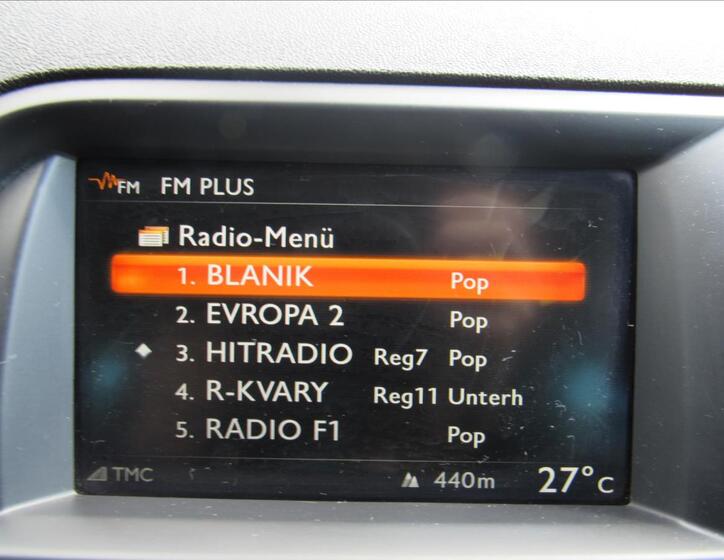 FM FM PLUS
Radio-Menü
1. BLANIK Pop
2. EVROPA 2 Pop
3. HITRADIO Reg7 Pop
4. R-KVARY Reg11 Unterh
5. RADIO F1 Pop
TMC 440m 27°C